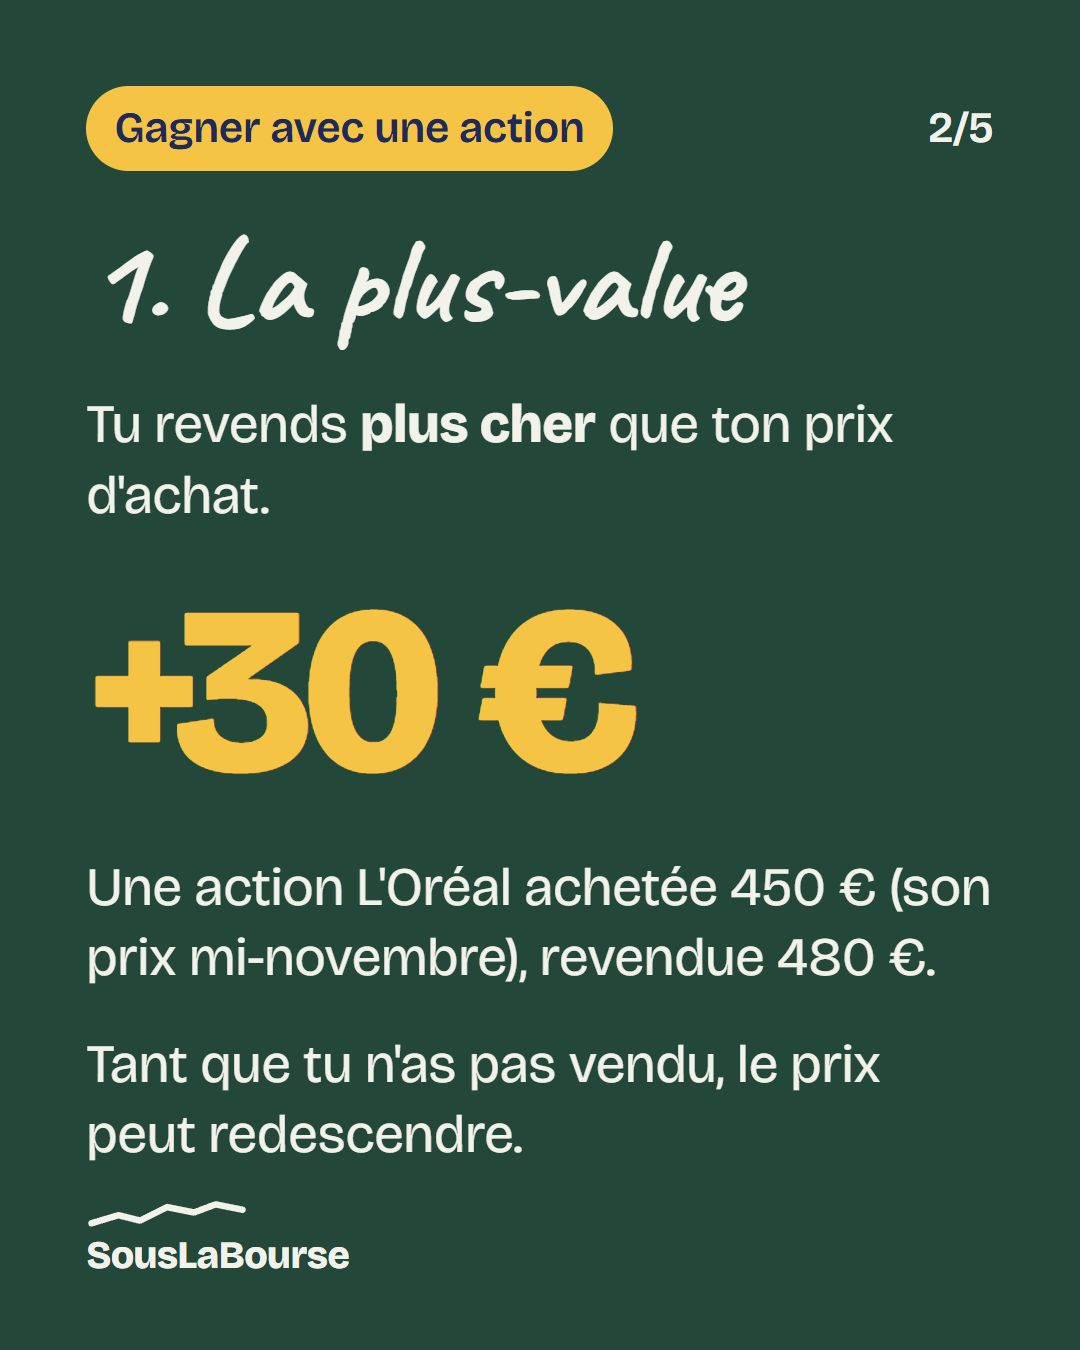 Gagner avec une action
2/5
1. La plus-value
Tu revends plus cher que ton prix
d'achat.
+30 €
Une action L'Oréal achetée 450 € (son
prix mi-novembre), revendue 480 €.
Tant que tu n'as pas vendu, le prix
peut redescendre.
SousLaBourse